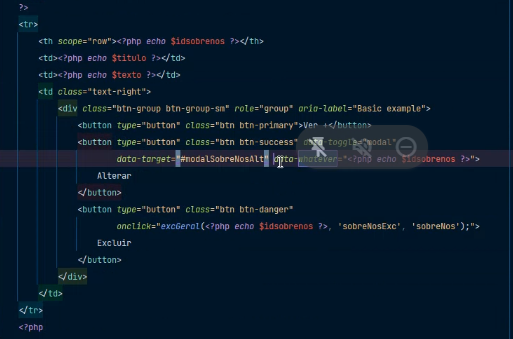 ?>
<tr>
<th scope="row"><?php echo $idsobrenos ?></th>
<td><?php echo $titulo ?></td>
<td><?php echo $texto ?></td>
<td class="text-right">
<div class="btn-group btn-group-sm" role="group" aria-label="Basic example">
<button type="button" class="btn btn-primary">Ver +</button>
<button type="button" class="btn btn-success" data-toggle="modal"
data-target="#modalSobreNosAlt" data-whatever="<?php echo $idsobrenos ?>">
Alterar
</button>
<button type="button" class="btn btn-danger"
onclick="excGeral(<?php echo $idsobrenos ?>, 'sobreNosExc', 'sobreNos');">
Excluir
</button>
</div>
</td>
</tr>
<?php